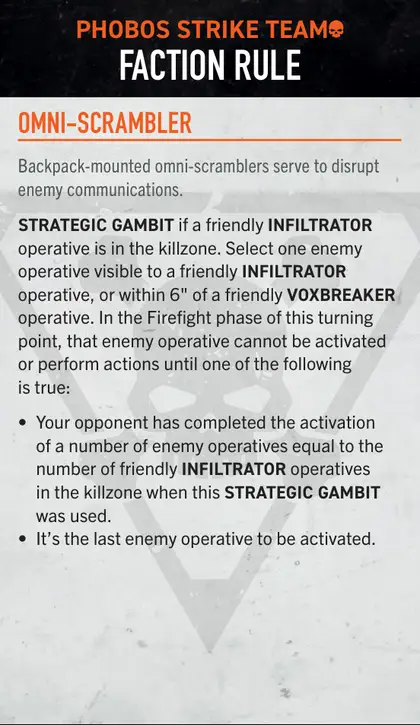 PHOBOS STRIKE TEAM
FACTION RULE
OMNI-SCRAMBLER
Backpack-mounted omni-scramblers serve to disrupt
enemy communications.
STRATEGIC GAMBIT if a friendly INFILTRATOR
operative is in the killzone. Select one enemy
operative visible to a friendly INFILTRATOR
operative, or within 6" of a friendly VOXBREAKER
operative. In the Firefight phase of this turning
point, that enemy operative cannot be activated
or perform actions until one of the following
is true:
• Your opponent has completed the activation
of a number of enemy operatives equal to the
number of friendly INFILTRATOR operatives
in the killzone when this STRATEGIC GAMBIT
was used.
• It’s the last enemy operative to be activated.